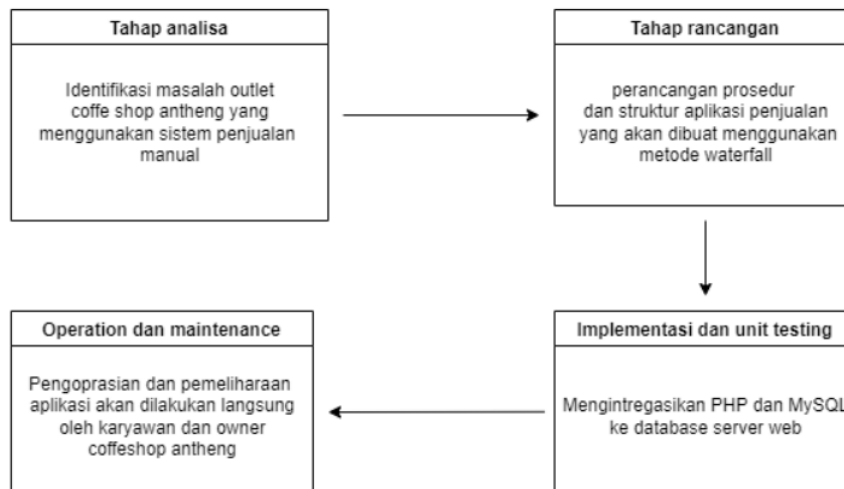 Tahap analisa
Identifikasi masalah outlet
coffe shop antheng yang
menggunakan sistem penjualan
manual
Tahap rancangan
perancangan prosedur
dan struktur aplikasi penjualan
yang akan dibuat menggunakan
metode waterfall
Implementasi dan unit testing
Mengintregasikan PHP dan MySQL
ke database server web
Operation dan maintenance
Pengoprasian dan pemeliharaan
aplikasi akan dilakukan langsung
oleh karyawan dan owner
coffeshop antheng